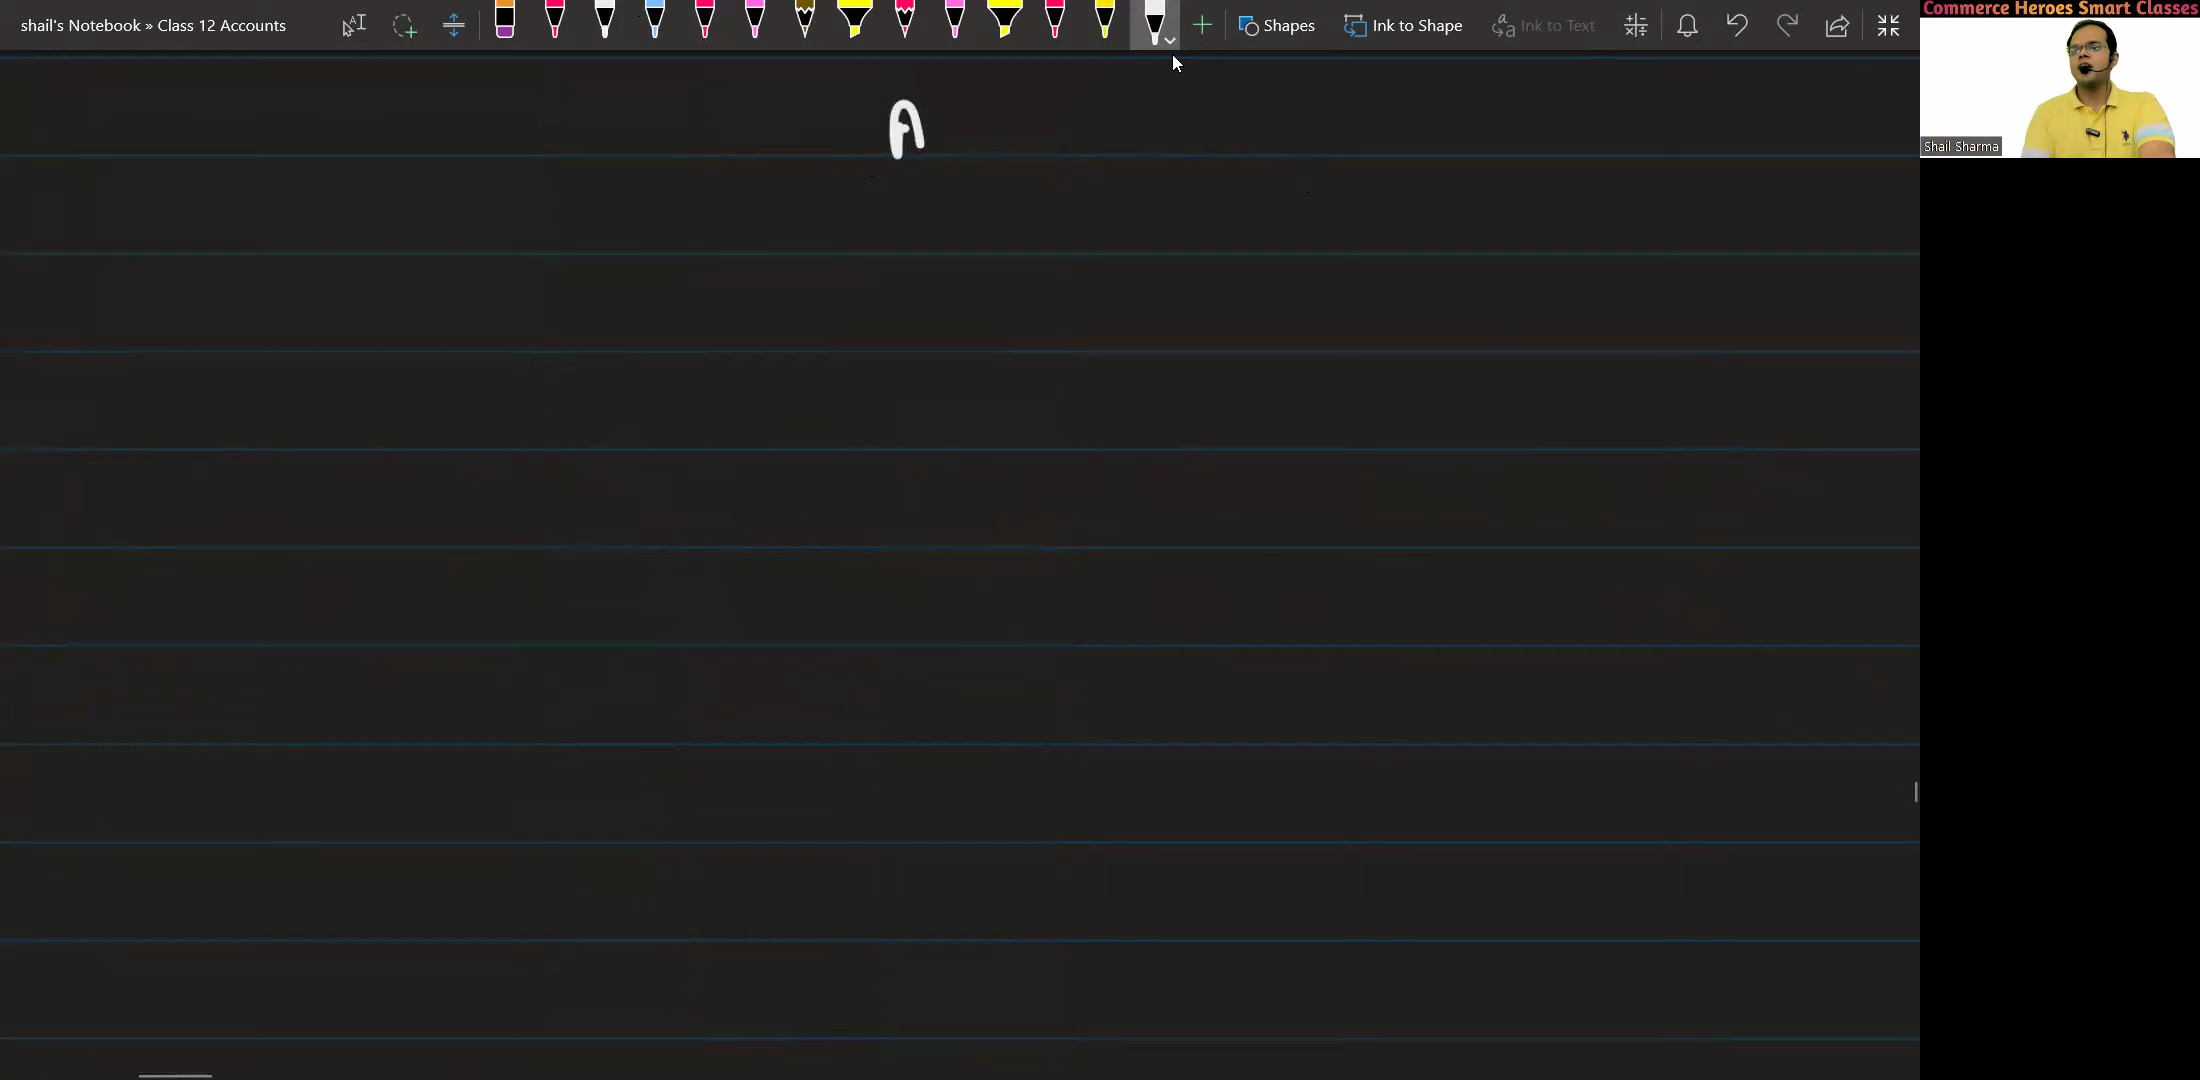 shail's Notebook » Class 12 Accounts
Shapes
Ink to Shape
Ink to Text
Commerce Heroes Smart Classes
Shail Sharma
A